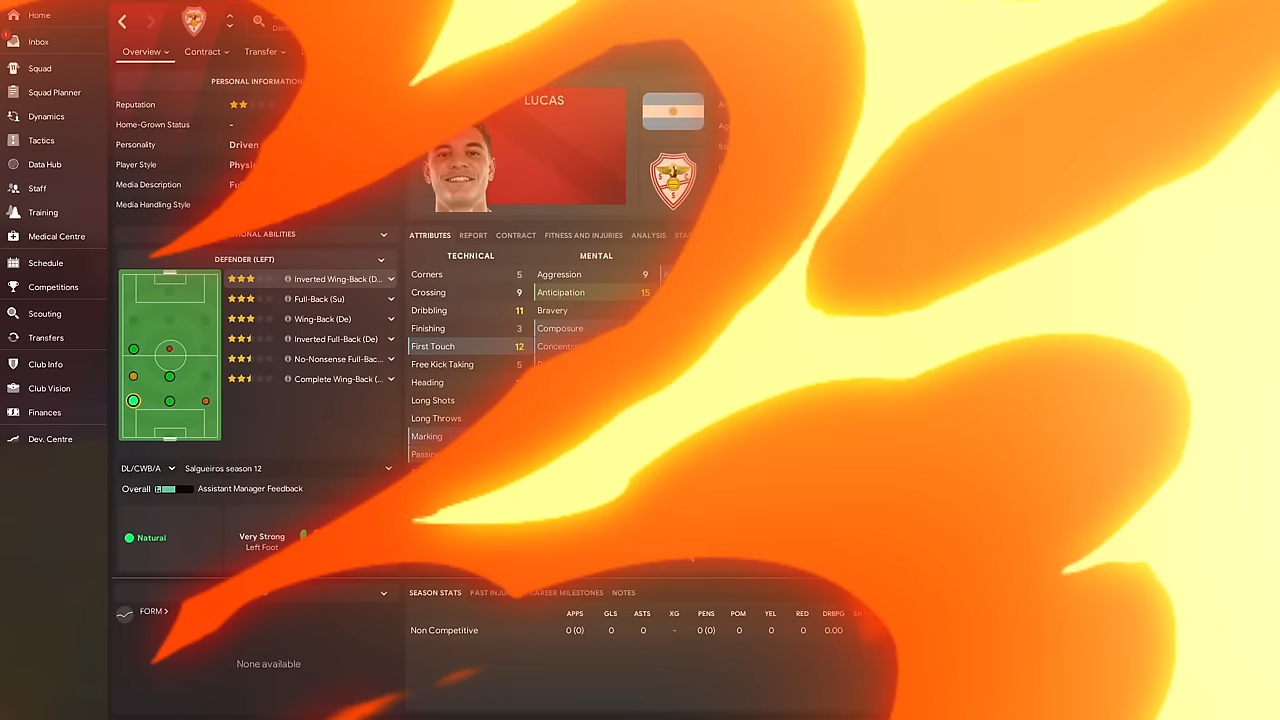 Home
1
Inbox
Squad
Squad Planner
Dynamics
Tactics
Data Hub
Staff
Training
Medical Centre
Schedule
Competitions
Scouting
Transfers
Club Info
Club Vision
Finances
Dev. Centre
Overview
Contract
Transfer
PERSONAL INFORMATION
Reputation
Home-Grown Status -
Personality Driven
Player Style
Media Description
Media Handling Style
ABILITIES
DEFENDER (LEFT)
Inverted Wing-Back (D...
Full-Back (Su)
Wing-Back (De)
Inverted Full-Back (De)
No-Nonsense Full-Bac...
Complete Wing-Back (...
DL/CWB/A Salgueiros season 12
Overall Assistant Manager Feedback
Natural
Very Strong
Left Foot
FORM
None available
LUCAS
ATTRIBUTES REPORT CONTRACT FITNESS AND INJURIES ANALYSIS
TECHNICAL
Corners 5
Crossing 9
Dribbling 11
Finishing 3
First Touch 12
Free Kick Taking 5
Heading
Long Shots
Long Throws
Marking
Passing
MENTAL
Aggression 9
Anticipation 15
Bravery
Composure
SEASON STATS PAST CAREER MILESTONES NOTES
APPS GLS ASTS XG PENS POM YEL RED DRBPG
Non Competitive 0 (0) 0 0 - 0 (0) 0 0 0 0.00